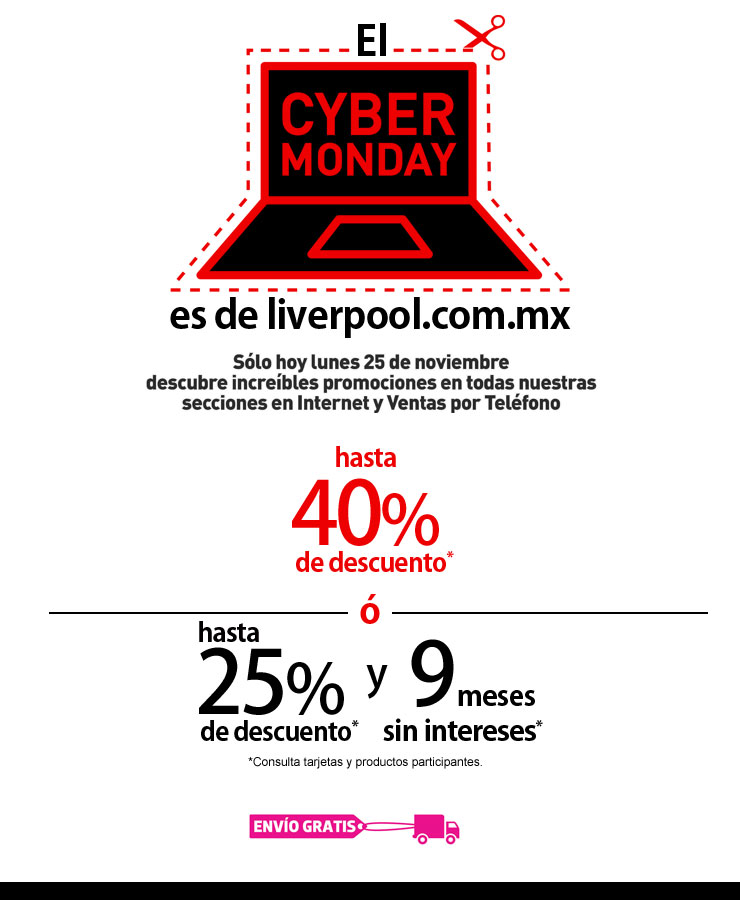 El
CYBER
MONDAY
es de liverpool.com.mx
Sólo hoy lunes 25 de noviembre
descubre increíbles promociones en todas nuestras
secciones en Internet y Ventas por Teléfono
hasta
40%
de descuento*
ó
hasta
25% y 9 meses
de descuento* sin intereses*
*Consulta tarjetas y productos participantes.
ENVÍO GRATIS